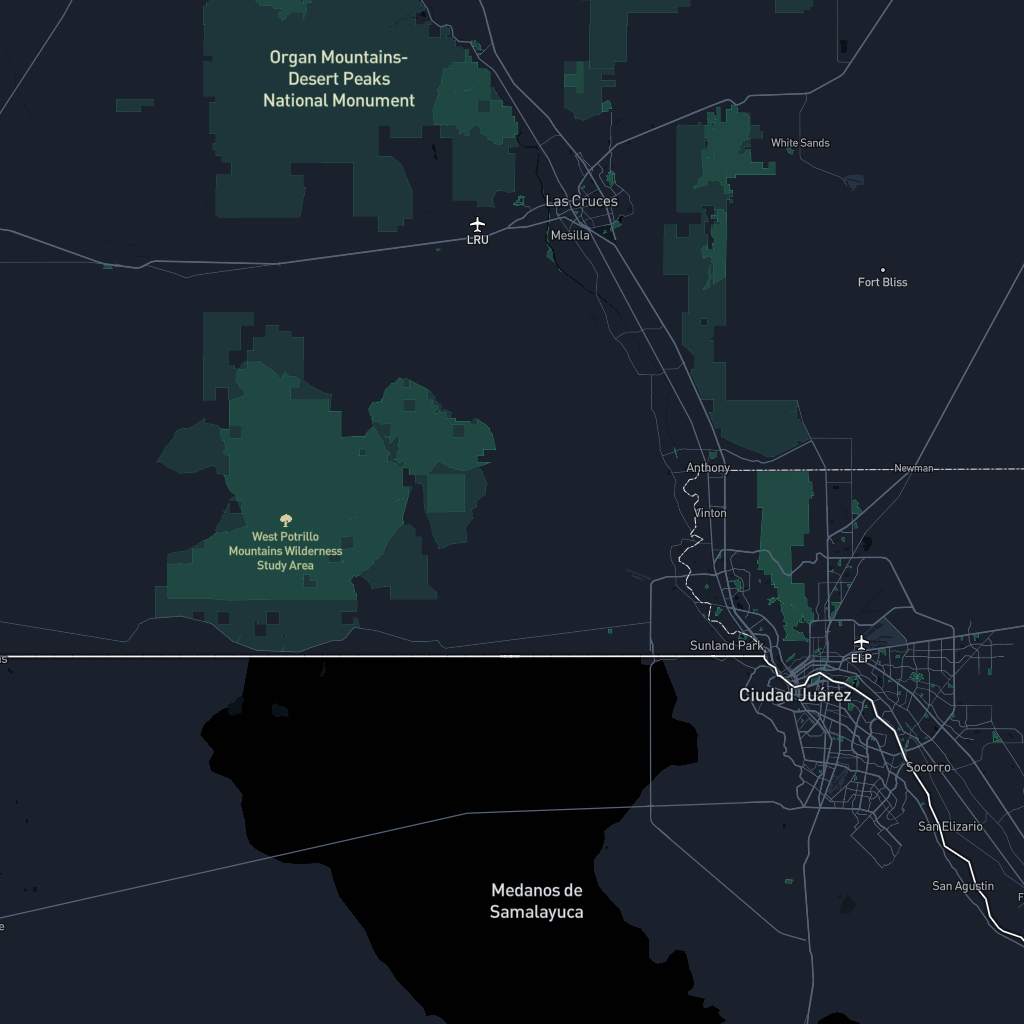 Organ Mountains-
Desert Peaks
National Monument
White Sands
Las Cruces
Mesilla
LRU
Fort Bliss
Anthony
Newman
Vinton
West Potrillo
Mountains Wilderness
Study Area
Sunland Park
ELP
Ciudad Juárez
Socorro
San Elizario
San Agustin
Medanos de
Samalayuca